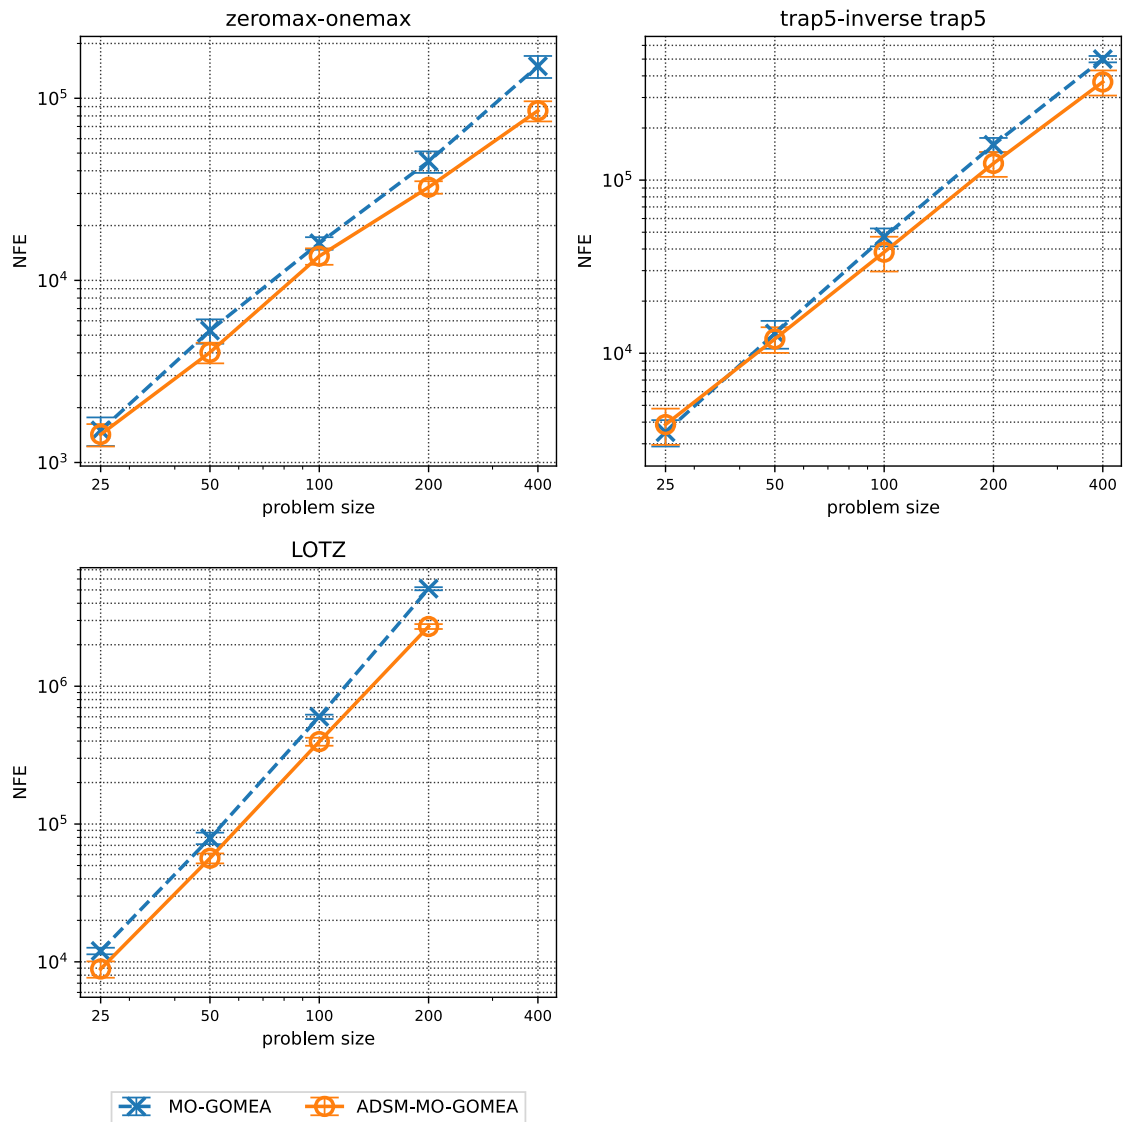 zeromax-onemax
NFE
10^5
10^4
10^3
25 50 100 200 400
problem size
trap5-inverse trap5
NFE
10^5
10^4
25 50 100 200 400
problem size
LOTZ
NFE
10^6
10^5
10^4
25 50 100 200 400
problem size
MO-GOMEA ADSM-MO-GOMEA